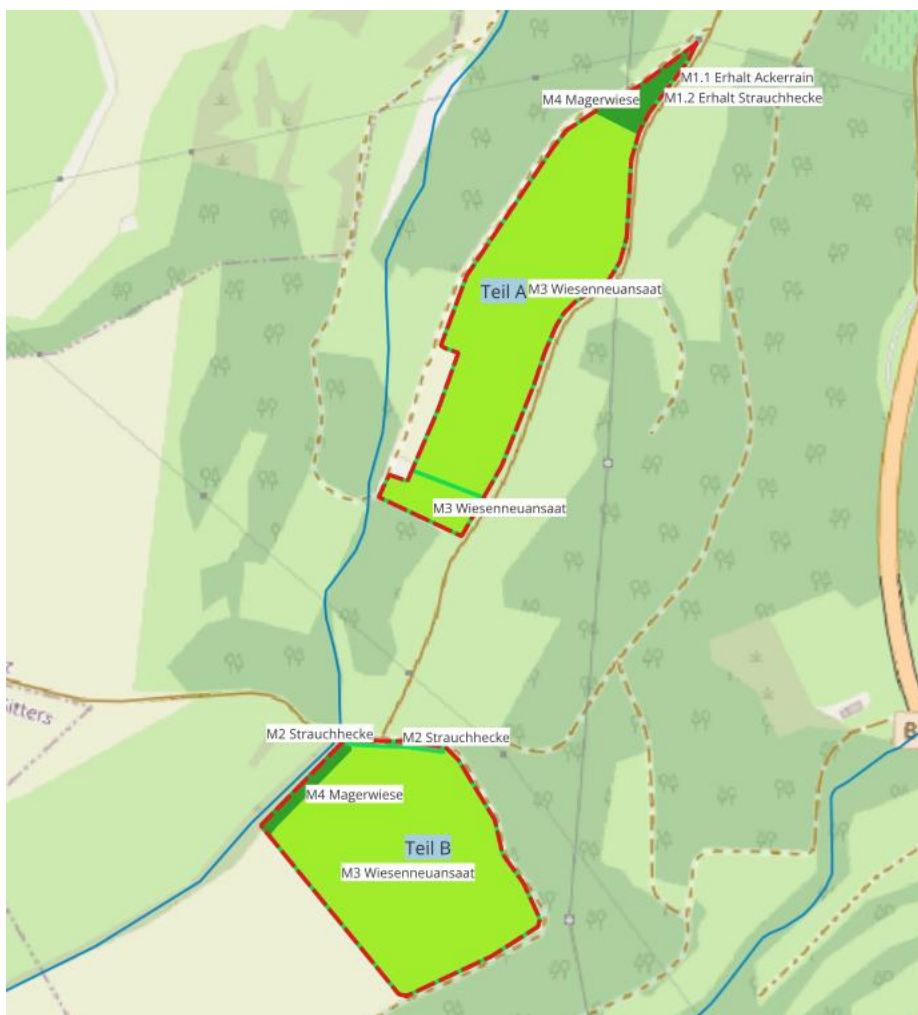 M1.1 Erhalt Ackerrain
M4 Magerwiese
M1.2 Erhalt Strauchhecke
Teil A
M3 Wiesenneuansaat
M3 Wiesenneuansaat
sitters
B
M2 Strauchhecke
M2 Strauchhecke
M4 Magerwiese
Teil B
M3 Wiesenneuansaat